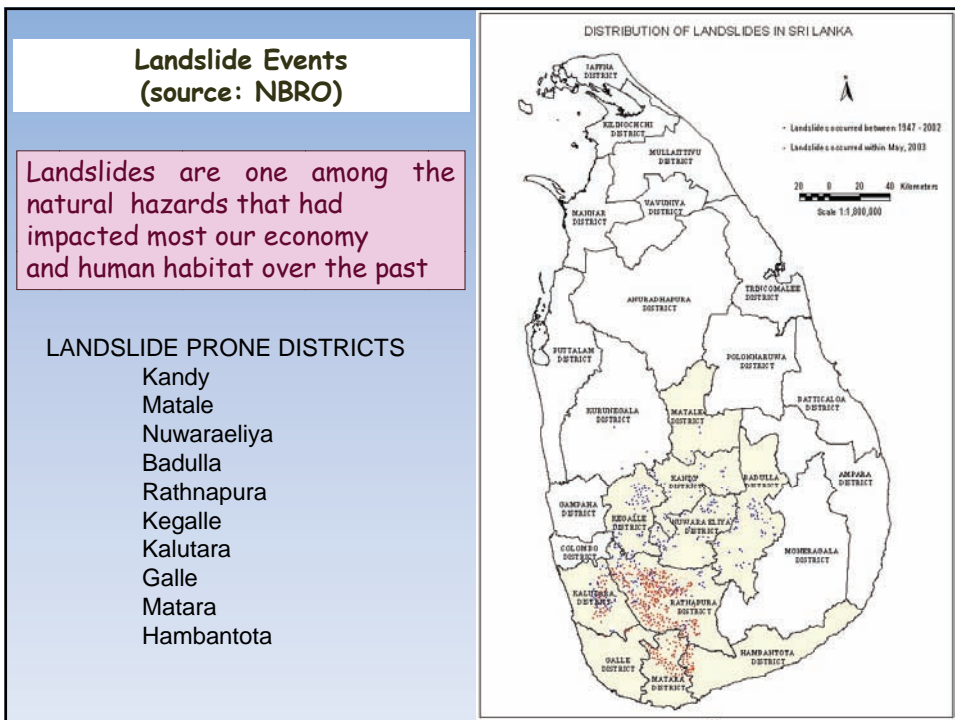 Landslide Events
(source: NBRO)
Landslides are one among the
natural hazards that had
impacted most our economy
and human habitat over the past
LANDSLIDE PRONE DISTRICTS
Kandy
Matale
Nuwaraeliya
Badulla
Rathnapura
Kegalle
Kalutara
Galle
Matara
Hambantota
DISTRIBUTION OF LANDSLIDES IN SRI LANKA
N
Landslides occurred between 1947 - 2002
Landslides occurred within May, 2003
20 0 20 40 Kilometers
Scale 1:1,800,000
JAFFNA
DISTRICT
KILINOCHCHI
DISTRICT
MULLAITTIVU
DISTRICT
VAVUNIYA
DISTRICT
MANNAR
DISTRICT
TRINCOMALEE
DISTRICT
ANURADHAPURA
DISTRICT
PUTTALAM
DISTRICT
POLONNARUWA
DISTRICT
BATTICALOA
DISTRICT
KURUNEGALA
DISTRICT
MATALE
DISTRICT
KANDY
DISTRICT
BADULLA
DISTRICT
AMPARA
DISTRICT
GAMPAHA
DISTRICT
KEGALLE
DISTRICT
NUWARA ELIYA
DISTRICT
COLOMBO
DISTRICT
MONERAGALA
DISTRICT
KALUTARA
DISTRICT
RATNAPURA
DISTRICT
GALLE
DISTRICT
MATARA
DISTRICT
HAMBANTOTA
DISTRICT